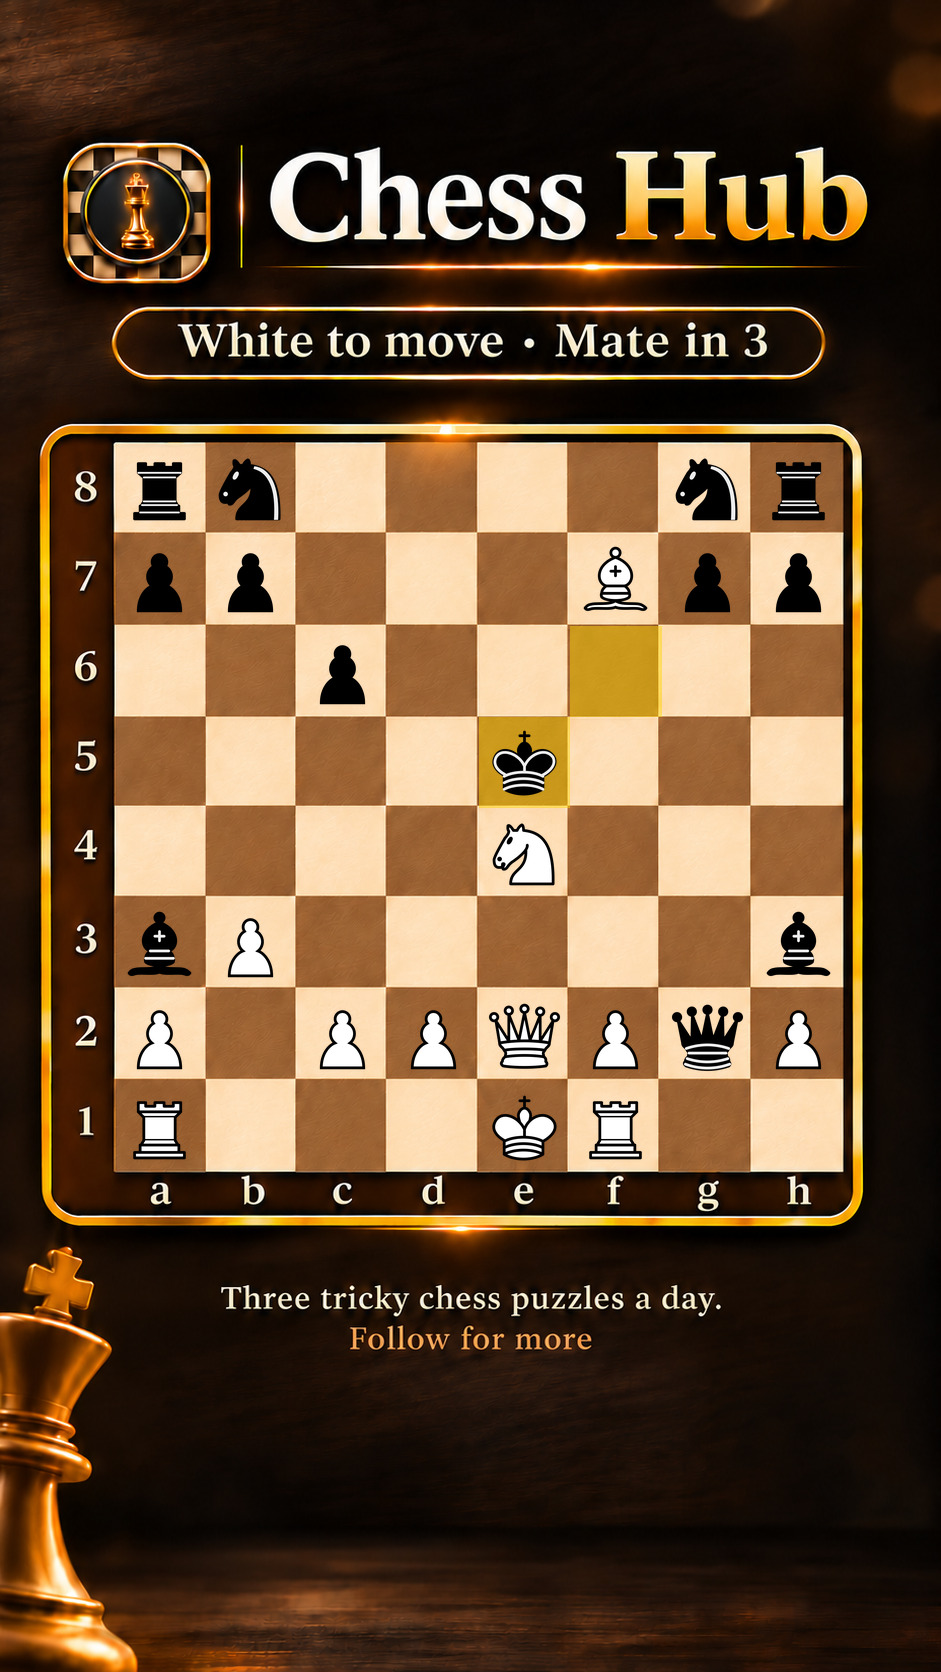 Chess Hub
White to move • Mate in 3
8
7
6
5
4
3
2
1
a b c d e f g h
Three tricky chess puzzles a day.
Follow for more